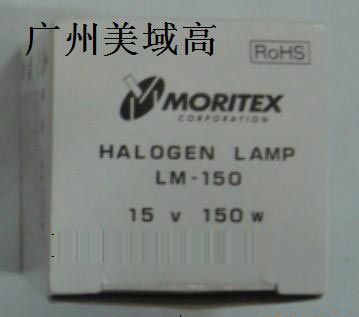 广州美域高
RoHS
MORITEX
CORPORATION
HALOGEN LAMP
LM-150
15 v 150 w